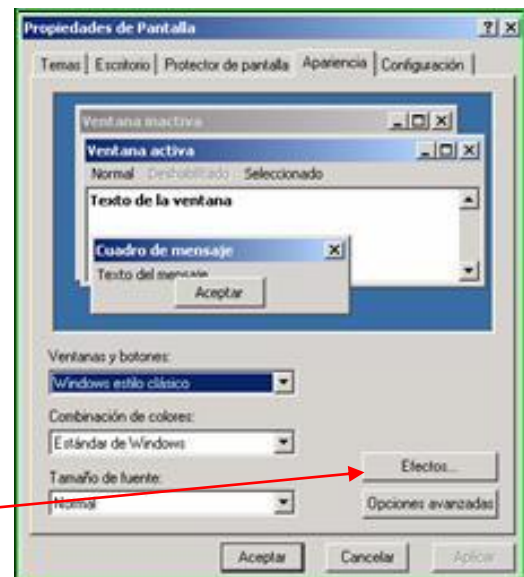 Propiedades de Pantalla
Temas Escritorio Protector de pantalla Apariencia Configuración
Ventana inactiva
Ventana activa
Normal Deshabilitado Seleccionado
Texto de la ventana
Cuadro de mensaje
Texto del mensaje
Aceptar
Ventanas y botones:
Windows estilo clásico
Combinación de colores:
Estándar de Windows
Efectos...
Tamaño de fuente:
Normal
Opciones avanzadas
Aceptar Cancelar Aplicar